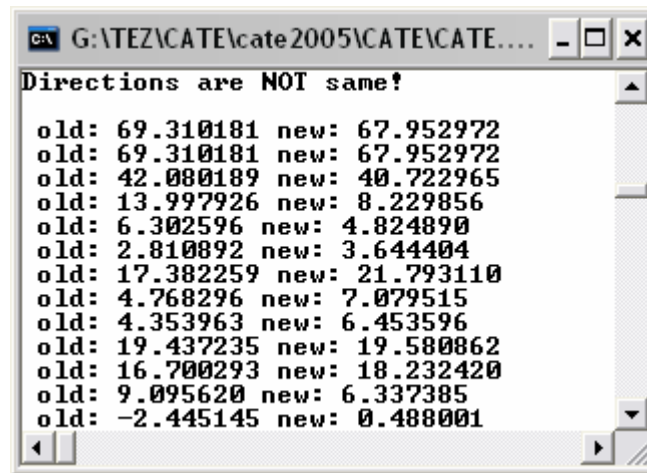 G:\TEZ\CATE\cate2005\CATE\CATE....
Directions are NOT same!
old: 69.310181 new: 67.952972
old: 69.310181 new: 67.952972
old: 42.080189 new: 40.722965
old: 13.997926 new: 8.229856
old: 6.302596 new: 4.824890
old: 2.810892 new: 3.644404
old: 17.382259 new: 21.793110
old: 4.768296 new: 7.079515
old: 4.353963 new: 6.453596
old: 19.437235 new: 19.580862
old: 16.700293 new: 18.232420
old: 9.095620 new: 6.337385
old: -2.445145 new: 0.488001